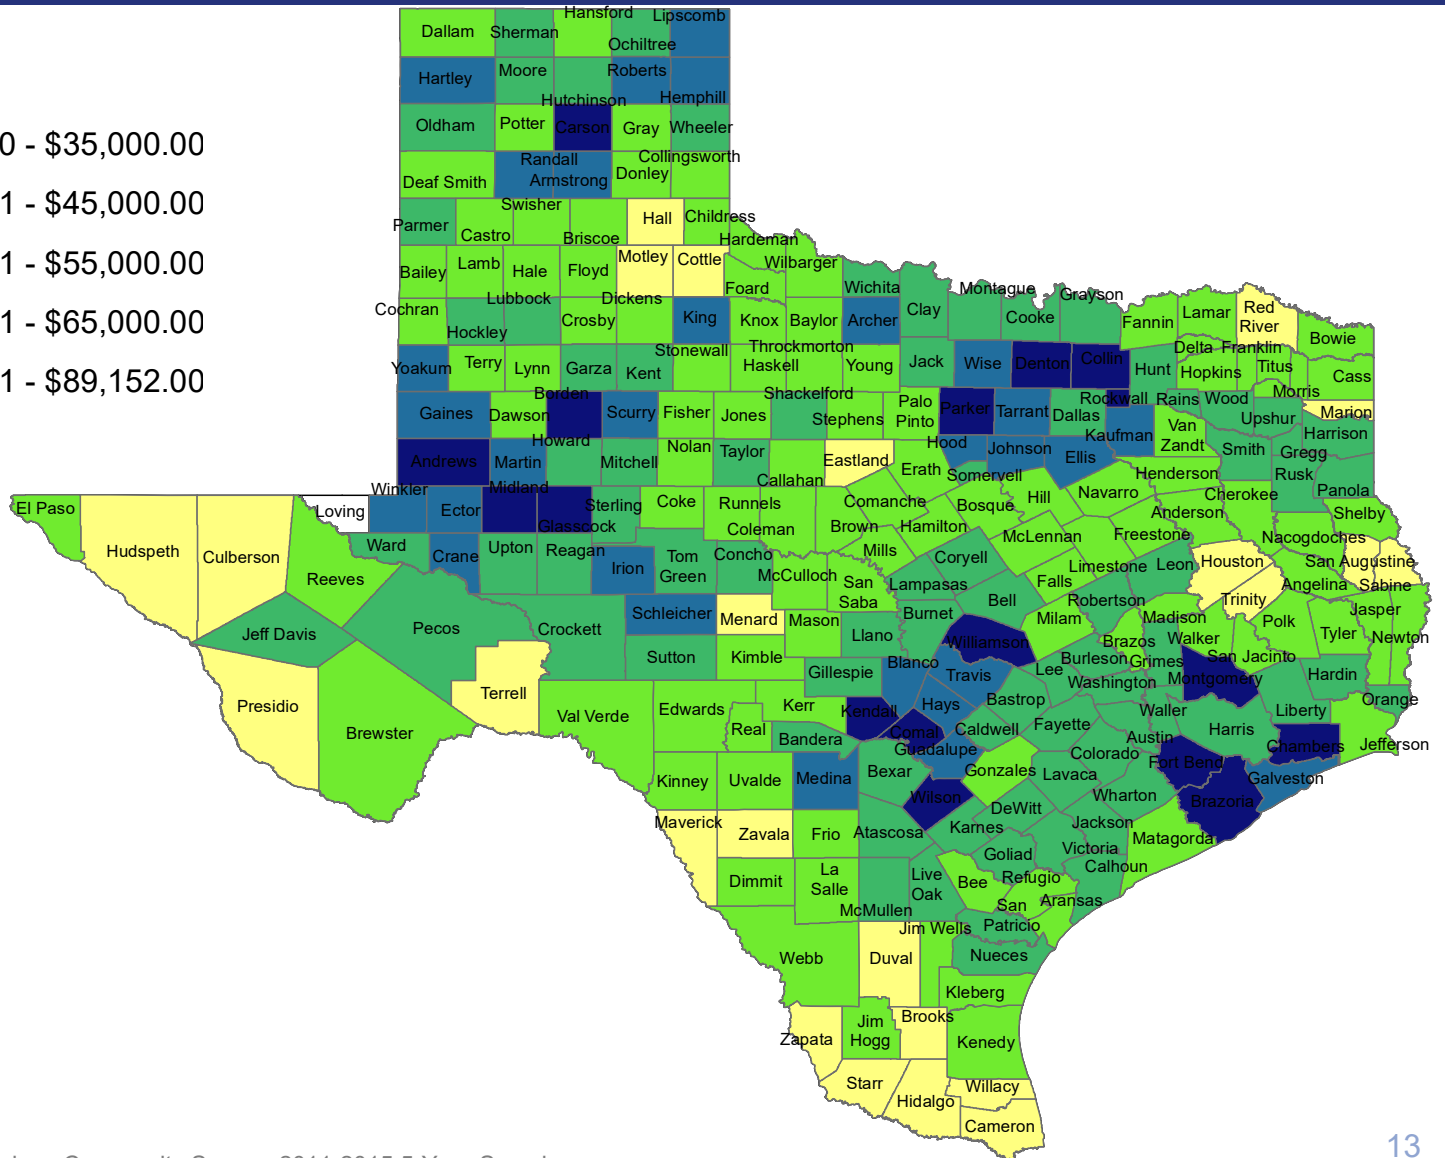 0 - $35,000.00
1 - $45,000.00
1 - $55,000.00
1 - $65,000.00
1 - $89,152.00
Dallam Sherman Hansford Ochiltree Lipscomb
Hartley Moore Hutchinson Roberts Hemphill
Oldham Potter Carson Gray Wheeler
Deaf Smith Randall Armstrong Donley Collingsworth
Parmer Castro Swisher Briscoe Hall Childress
Hardeman
Bailey Lamb Hale Floyd Motley Cottle Foard Wilbarger
Wichita Clay Montague Cooke Grayson
Cochran Hockley Lubbock Crosby Dickens King Knox Baylor Archer
Fannin Lamar Red River Bowie
Delta Franklin
Yoakum Terry Lynn Garza Kent Stonewall Haskell Throckmorton Young Jack Wise Denton Collin Hunt Hopkins Titus Morris Cass
Gaines Dawson Borden Scurry Fisher Jones Shackelford Stephens Palo Pinto Parker Tarrant Dallas Rockwall Rains Wood Upshur Marion
Kaufman Van Zandt Harrison
Andrews Martin Howard Mitchell Nolan Taylor Callahan Eastland Erath Hood Somervell Johnson Ellis Henderson Smith Gregg Rusk Panola
El Paso Hudspeth Culberson Reeves Loving Winkler Ector Midland Glasscock Sterling Coke Runnels Coleman Brown Comanche Hamilton Bosque Hill Navarro Anderson Cherokee Shelby
Nacogdoches
Ward Crane Upton Reagan Irion Tom Green Concho McCulloch Mills San Saba Lampasas Coryell McLennan Limestone Freestone Falls Leon Houston Angelina San Augustine Sabine
Jeff Davis Pecos Crockett Schleicher Menard Mason Llano Burnet Bell Milam Robertson Madison Trinity Polk Tyler Jasper Newton
Sutton Kimble Gillespie Blanco Williamson Travis Lee Burleson Brazos Grimes Walker San Jacinto Hardin
Washington Montgomery Liberty Orange
Presidio Brewster Terrell Val Verde Edwards Real Kerr Bandera Kendall Comal Hays Bastrop Caldwell Fayette Austin Waller Harris Chambers Jefferson
Guadalupe Colorado Fort Bend Galveston
Kinney Uvalde Medina Bexar Wilson Gonzales Lavaca Wharton Brazoria
Maverick Zavala Frio Atascosa Karnes DeWitt Jackson Matagorda
Dimmit La Salle McMullen Live Oak Goliad Victoria Calhoun
Bee Refugio Aransas
San Patricio
Webb Duval Jim Wells Nueces
Kleberg
Zapata Jim Hogg Brooks Kenedy
Starr Hidalgo Willacy Cameron
13